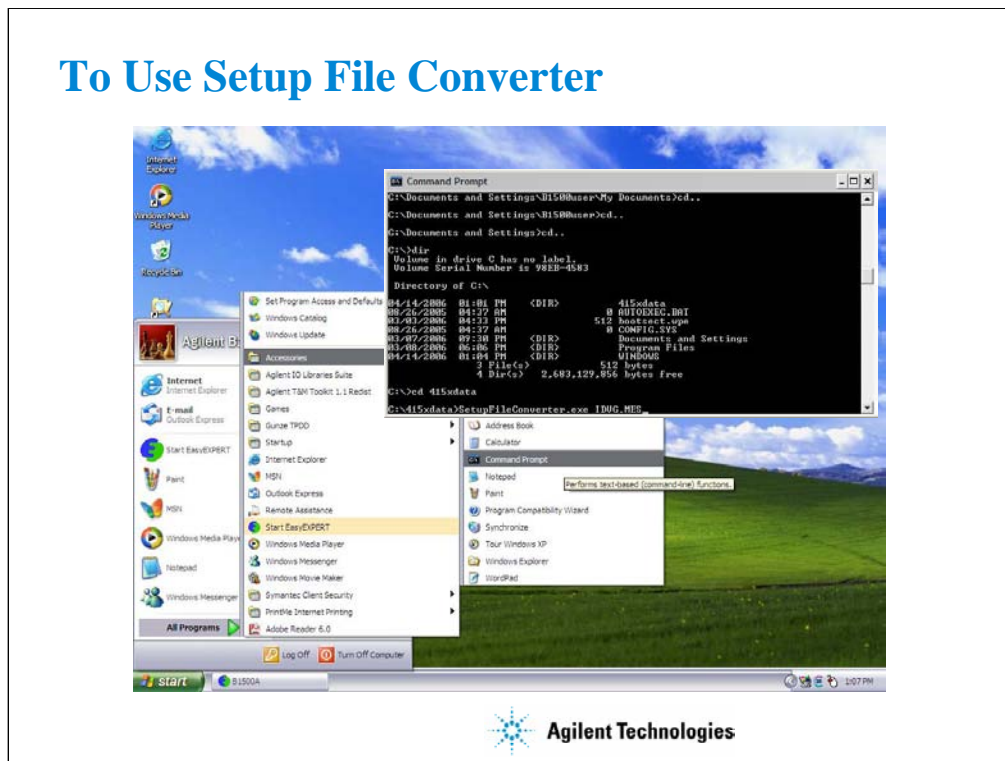 To Use Setup File Converter
Internet
Explorer
Windows Media
Player
Recycle Bin
Command Prompt
C:\Documents and Settings\B1500user\My Documents>cd..
C:\Documents and Settings\B1500user>cd..
C:\Documents and Settings>cd..
C:\>dir
Volume in drive C has no label.
Volume Serial Number is 98EB-4583
Directory of C:\
04/14/2006 01:01 PM <DIR> 415xdata
08/26/2005 04:37 AM 0 AUTOEXEC.BAT
03/03/2006 04:33 PM 512 bootsect.vpe
08/26/2005 04:37 AM 0 CONFIG.SYS
03/07/2006 07:30 PM <DIR> Documents and Settings
03/08/2006 06:06 PM <DIR> Program Files
04/14/2006 01:04 PM <DIR> WINDOWS
3 File(s) 512 bytes
4 Dir(s) 2,683,129,856 bytes free
C:\>cd 415xdata
C:\415xdata>SetupFileConverter.exe IDVG.MES_
Agilent B
Internet
Internet Explorer
E-mail
Outlook Express
Start EasyEXPERT
Paint
MSN
Windows Media Playe
Notepad
Windows Messenger
All Programs
Set Program Access and Defaults
Windows Catalog
Windows Update
Accessories
Agilent IO Libraries Suite
Agilent T&M Toolkit 1.1 Redist
Games
Gunze TPDD
Startup
Internet Explorer
MSN
Outlook Express
Remote Assistance
Start EasyEXPERT
Windows Media Player
Windows Messenger
Windows Movie Maker
Symantec Client Security
PrintMe Internet Printing
Adobe Reader 6.0
Address Book
Calculator
Command Prompt
Notepad
Performs text-based (command-line) functions.
Paint
Program Compatibility Wizard
Synchronize
Tour Windows XP
Windows Explorer
WordPad
Log Off
Turn Off Computer
start
B1500A
1:07 PM
Agilent Technologies